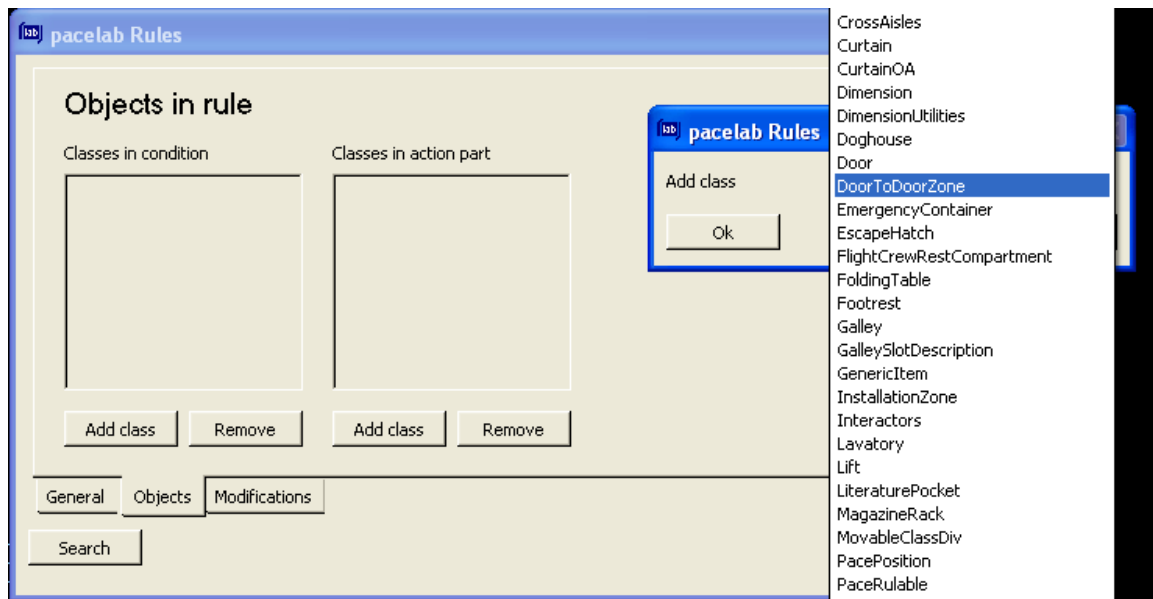 lab pacelab Rules
Objects in rule
Classes in condition
Classes in action part
Add class
Remove
Add class
Remove
General
Objects
Modifications
Search
lab pacelab Rules
Add class
Ok
CrossAisles
Curtain
CurtainOA
Dimension
DimensionUtilities
Doghouse
Door
DoorToDoorZone
EmergencyContainer
EscapeHatch
FlightCrewRestCompartment
FoldingTable
Footrest
Galley
GalleySlotDescription
GenericItem
InstallationZone
Interactors
Lavatory
Lift
LiteraturePocket
MagazineRack
MovableClassDiv
PacePosition
PaceRulable